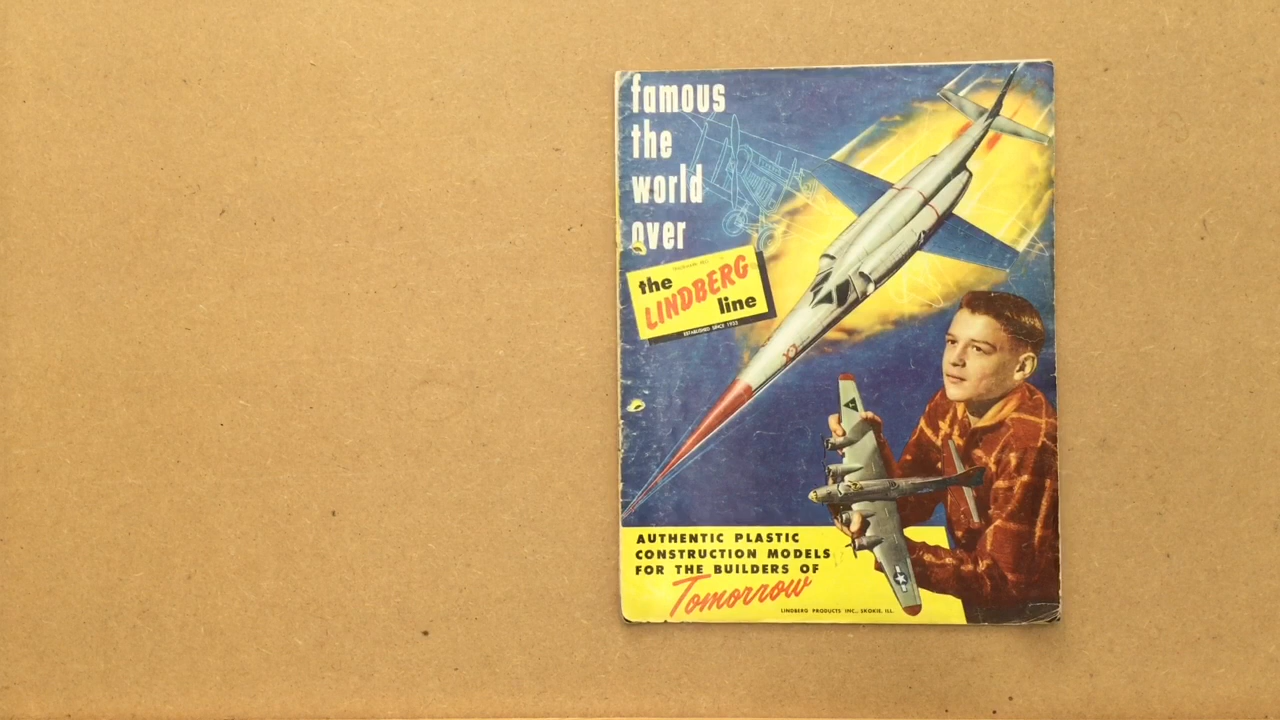 famous
the
world
over
the
LINDBERG
line
ESTABLISHED SINCE 1933
AUTHENTIC PLASTIC
CONSTRUCTION MODELS
FOR THE BUILDERS OF
Tomorrow
LINDBERG PRODUCTS INC., SKOKIE, ILL.